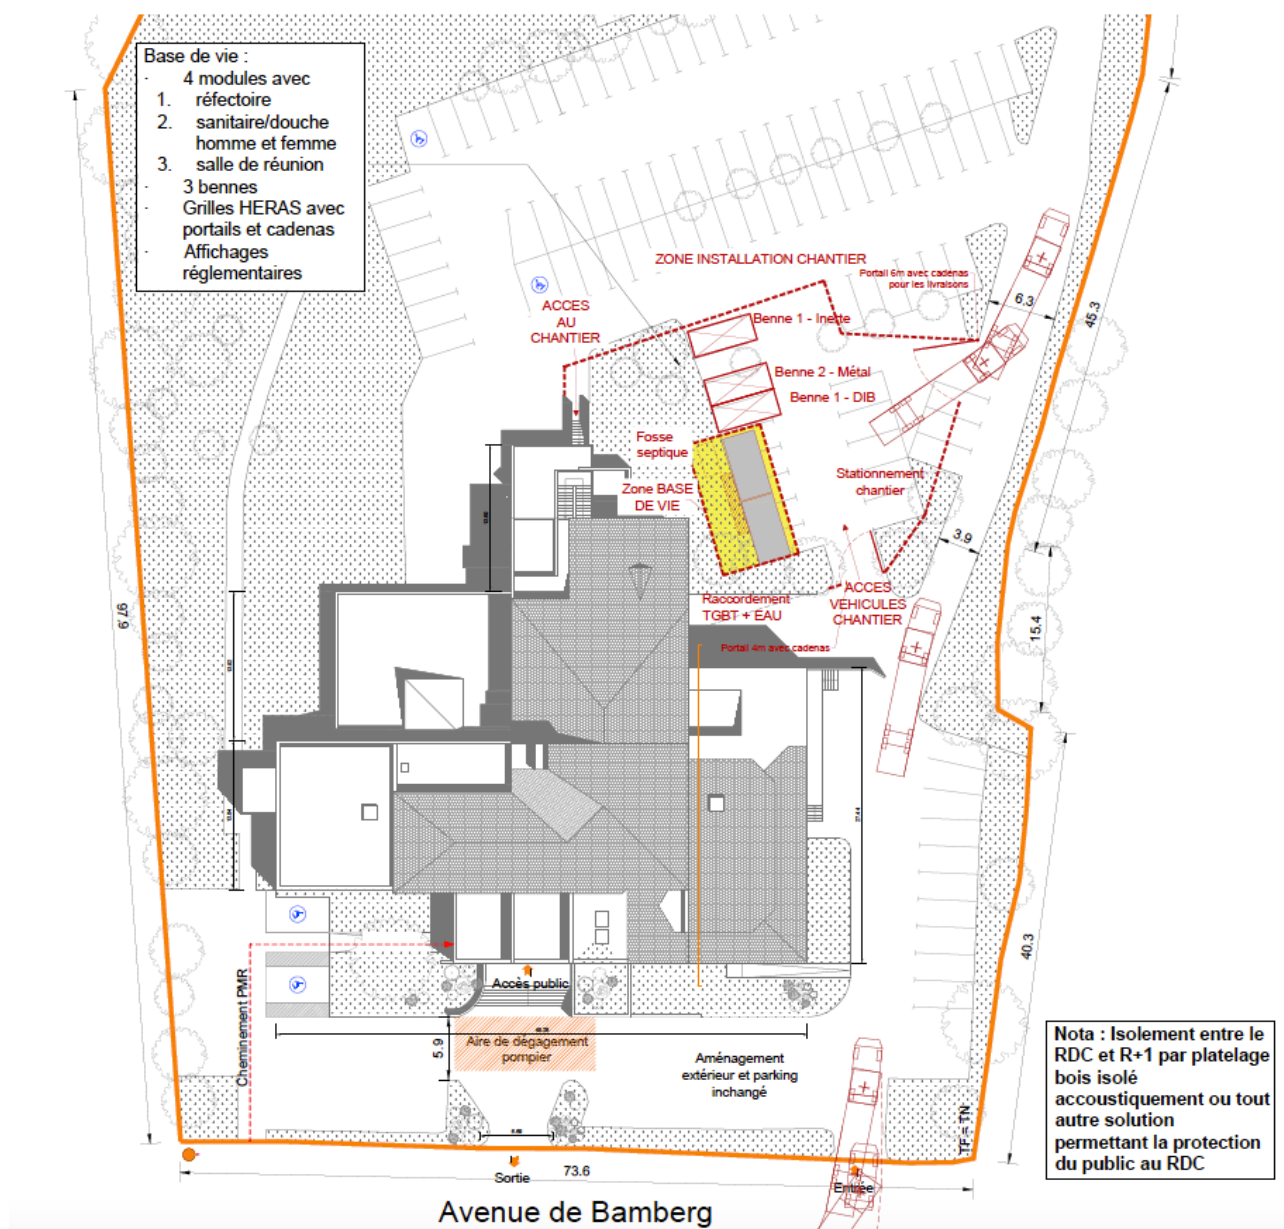 Base de vie :
- 4 modules avec
1. réfectoire
2. sanitaire/douche
homme et femme
3. salle de réunion
- 3 bennes
- Grilles HERAS avec
portails et cadenas
- Affichages
réglementaires
ZONE INSTALLATION CHANTIER
Portail 6m avec cadenas
pour les livraisons
6.3
45.3
ACCES
AU
CHANTIER
Benne 1 - Inerte
Benne 2 - Métal
Benne 1 - DIB
Fosse
septique
Zone BASE
DE VIE
Stationnement
chantier
3.9
Raccordement
TGBT + EAU
ACCES
VEHICULES
CHANTIER
Portail 4m avec cadenas
15.4
97.9
40.3
Cheminement PMR
Accès public
5.9
Aire de dégagement
pompier
Aménagement
extérieur et parking
inchangé
TF = TN
Nota : Isolement entre le
RDC et R+1 par platelage
bois isolé
accoustiquement ou tout
autre solution
permettant la protection
du public au RDC
Sortie
73.6
Entrée
Avenue de Bamberg